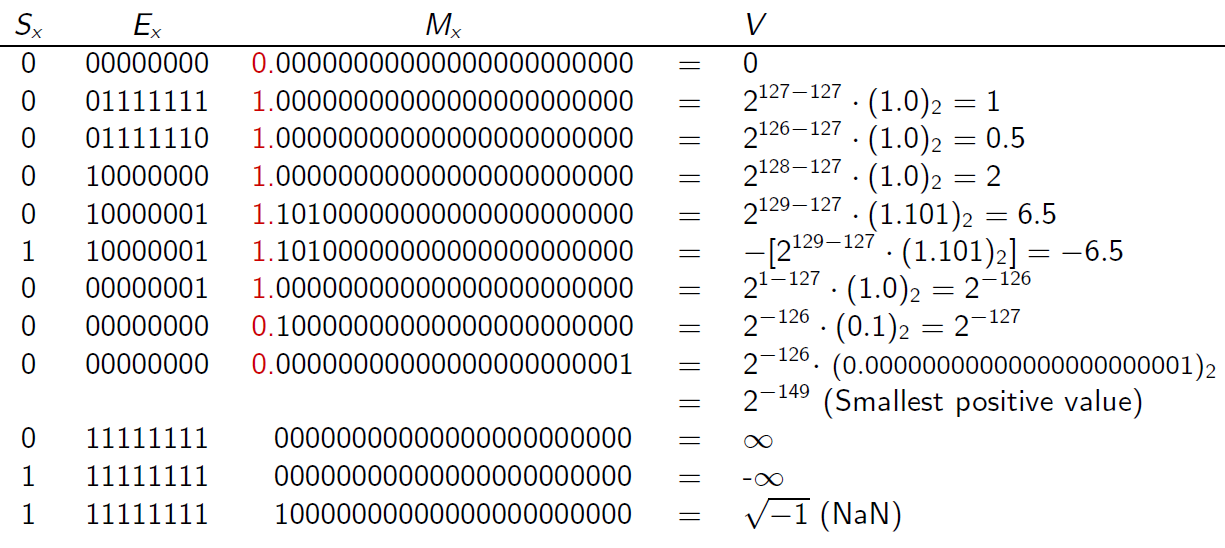 Sₓ Eₓ Mₓ V
0 00000000 0.00000000000000000000000 = 0
0 01111111 1.00000000000000000000000 = 2^{127−127} · (1.0)₂ = 1
0 01111110 1.00000000000000000000000 = 2^{126−127} · (1.0)₂ = 0.5
0 10000000 1.00000000000000000000000 = 2^{128−127} · (1.0)₂ = 2
0 10000001 1.10100000000000000000000 = 2^{129−127} · (1.101)₂ = 6.5
1 10000001 1.10100000000000000000000 = −[2^{129−127} · (1.101)₂] = −6.5
0 00000001 1.00000000000000000000000 = 2^{1−127} · (1.0)₂ = 2^{−126}
0 00000000 0.10000000000000000000000 = 2^{−126} · (0.1)₂ = 2^{−127}
0 00000000 0.00000000000000000000001 = 2^{−126} · (0.00000000000000000000001)₂
= 2^{−149} (Smallest positive value)
0 11111111 00000000000000000000000 = ∞
1 11111111 00000000000000000000000 = -∞
1 11111111 10000000000000000000000 = √−1 (NaN)